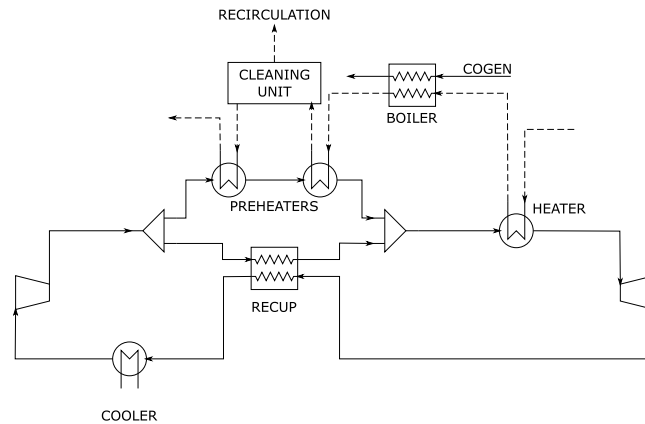 RECIRCULATION
CLEANING
UNIT
COGEN
BOILER
PREHEATERS
HEATER
RECUP
COOLER